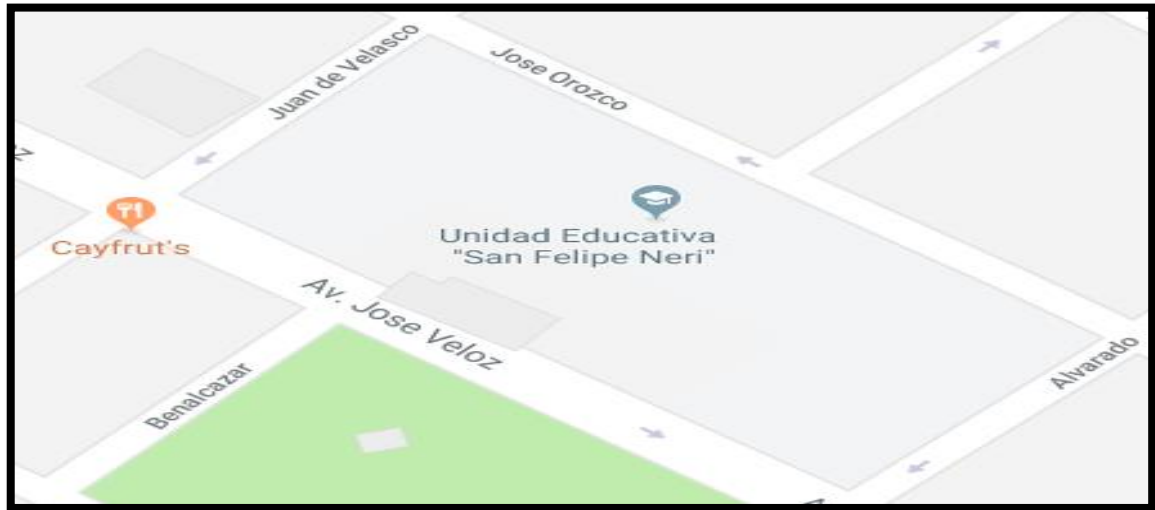 Juan de Velasco
Jose Orozco
Cayfrut's
Unidad Educativa
"San Felipe Neri"
Av. Jose Veloz
Benalcazar
Alvarado